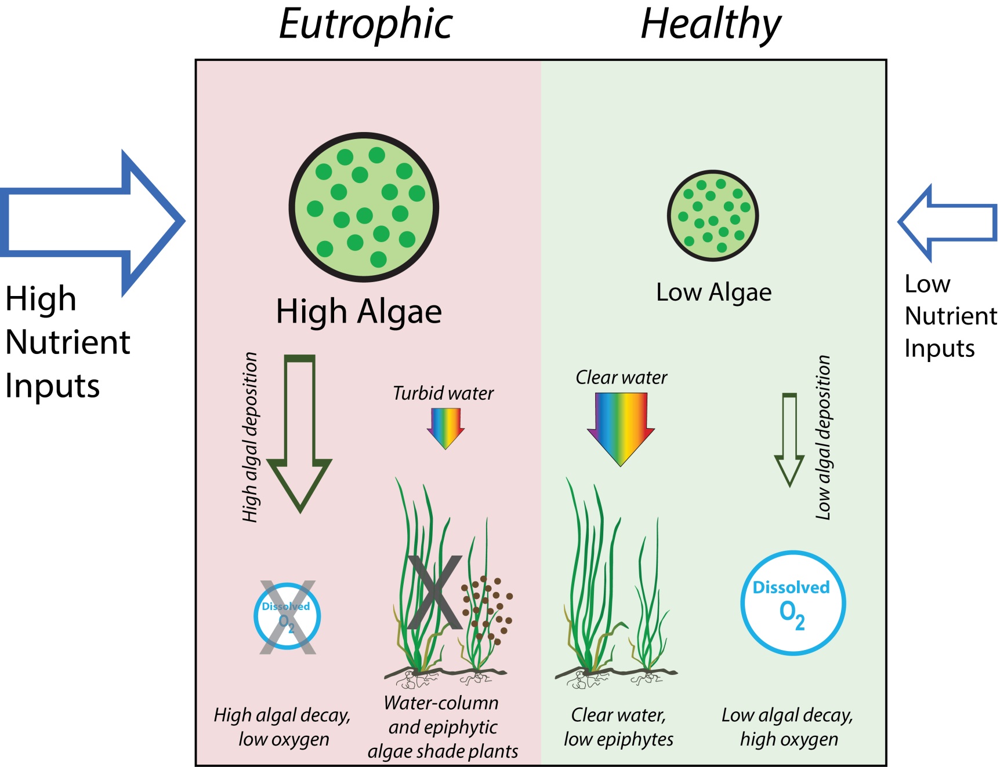 Eutrophic
Healthy
High
Nutrient
Inputs
High Algae
High algal deposition
Turbid water
Dissolved
O2
High algal decay,
low oxygen
Water-column
and epiphytic
algae shade plants
Low Algae
Clear water
Low algal deposition
Dissolved
O2
Clear water,
low epiphytes
Low algal decay,
high oxygen
Low
Nutrient
Inputs